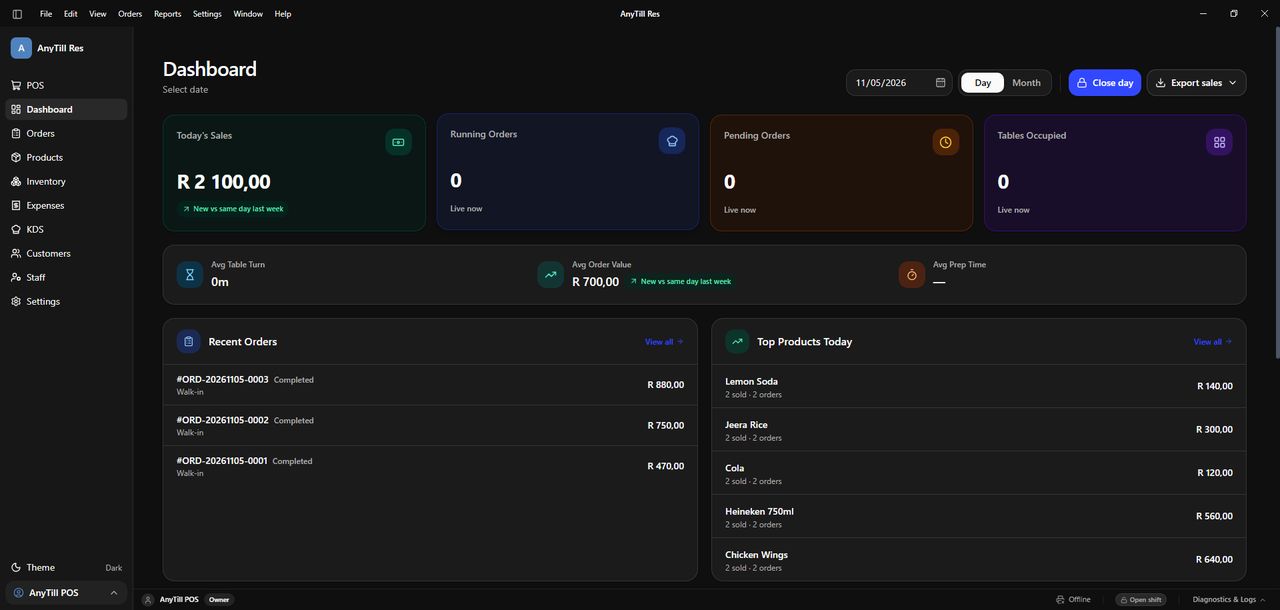 File Edit View Orders Reports Settings Window Help
AnyTill Res
A AnyTill Res
POS
Dashboard
Orders
Products
Inventory
Expenses
KDS
Customers
Staff
Settings
Theme Dark
AnyTill POS
Dashboard
Select date
11/05/2026 Day Month Close day Export sales
Today's Sales
R 2 100,00
New vs same day last week
Running Orders
0
Live now
Pending Orders
0
Live now
Tables Occupied
0
Live now
Avg Table Turn
0m
Avg Order Value
R 700,00 New vs same day last week
Avg Prep Time
—
Recent Orders View all
#ORD-20261105-0003 Completed
Walk-in
R 880,00
#ORD-20261105-0002 Completed
Walk-in
R 750,00
#ORD-20261105-0001 Completed
Walk-in
R 470,00
Top Products Today View all
Lemon Soda
2 sold · 2 orders
R 140,00
Jeera Rice
2 sold · 2 orders
R 300,00
Cola
2 sold · 2 orders
R 120,00
Heineken 750ml
2 sold · 2 orders
R 560,00
Chicken Wings
2 sold · 2 orders
R 640,00
AnyTill POS Owner
Offline Open shift Diagnostics & Logs